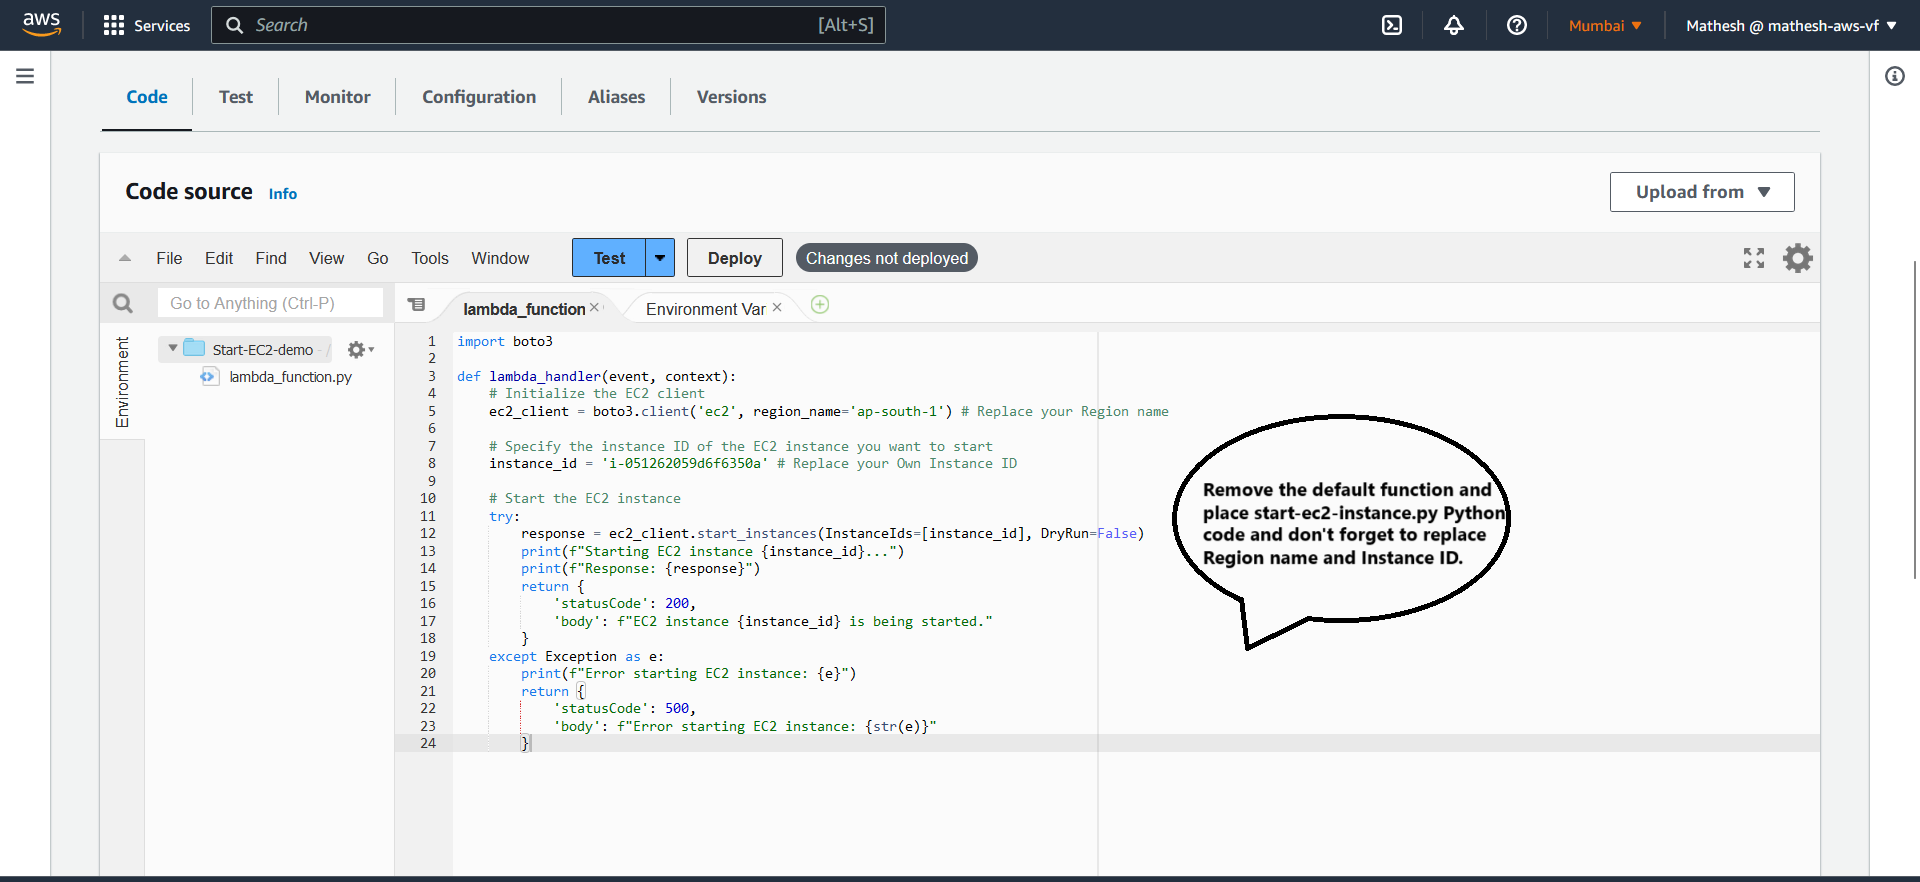 aws Services Search [Alt+S] Mumbai Mathesh @ mathesh-aws-vf
Code Test Monitor Configuration Aliases Versions
Code source Info Upload from
File Edit Find View Go Tools Window Test Deploy Changes not deployed
Go to Anything (Ctrl-P) lambda_function Environment Var
Environment
Start-EC2-demo - /
lambda_function.py
1 import boto3
2
3 def lambda_handler(event, context):
4 # Initialize the EC2 client
5 ec2_client = boto3.client('ec2', region_name='ap-south-1') # Replace your Region name
6
7 # Specify the instance ID of the EC2 instance you want to start
8 instance_id = 'i-051262059d6f6350a' # Replace your Own Instance ID
9
10 # Start the EC2 instance
11 try:
12 response = ec2_client.start_instances(InstanceIds=[instance_id], DryRun=False)
13 print(f"Starting EC2 instance {instance_id}...")
14 print(f"Response: {response}")
15 return {
16 'statusCode': 200,
17 'body': f"EC2 instance {instance_id} is being started."
18 }
19 except Exception as e:
20 print(f"Error starting EC2 instance: {e}")
21 return {
22 'statusCode': 500,
23 'body': f"Error starting EC2 instance: {str(e)}"
24 }
Remove the default function and
place start-ec2-instance.py Python
code and don't forget to replace
Region name and Instance ID.